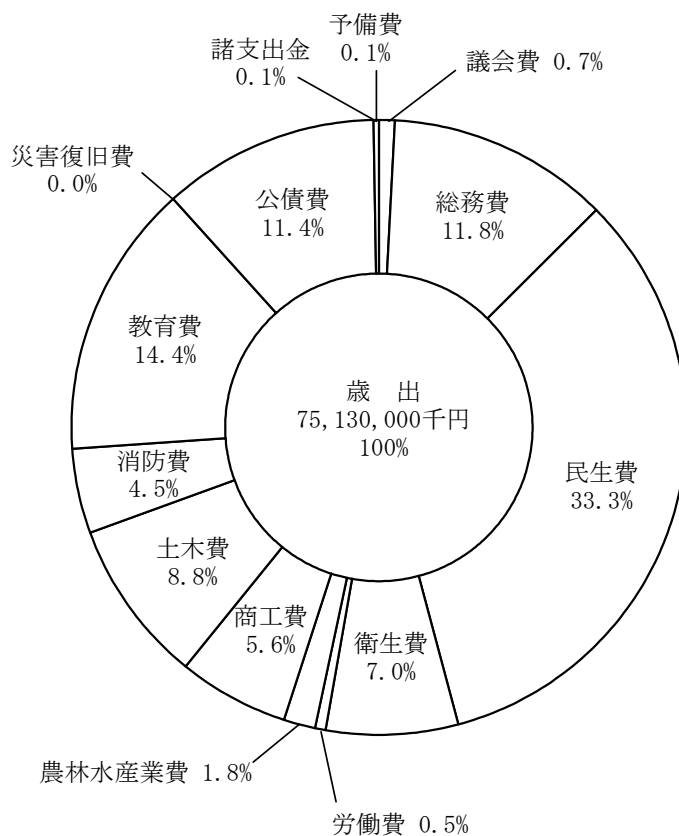 予備費
0.1%
諸支出金
0.1%
議会費 0.7%
災害復旧費
0.0%
公債費
11.4%
総務費
11.8%
教育費
14.4%
歳　出
75,130,000千円
100%
消防費
4.5%
民生費
33.3%
土木費
8.8%
商工費
5.6%
衛生費
7.0%
農林水産業費 1.8%
労働費 0.5%